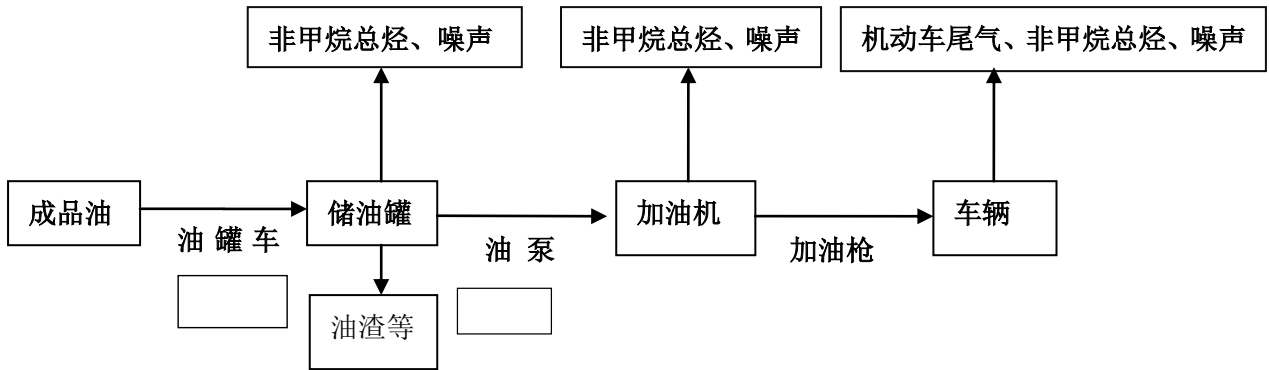 非甲烷总烃、噪声
非甲烷总烃、噪声
机动车尾气、非甲烷总烃、噪声
成品油
油罐车
储油罐
油泵
加油机
加油枪
车辆
油渣等